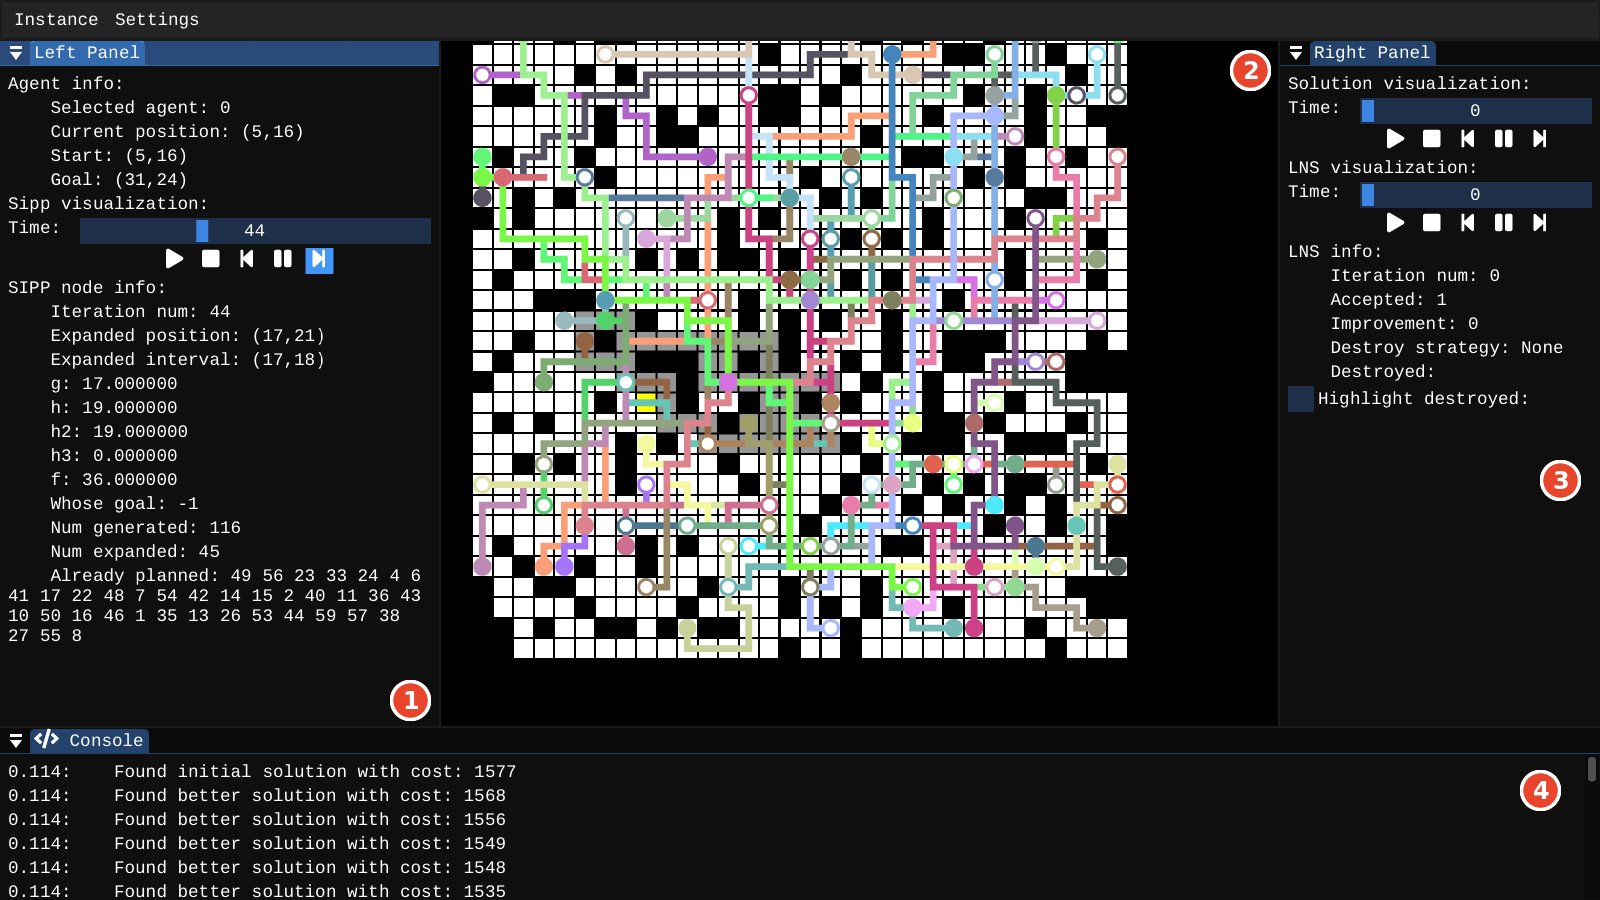 Instance Settings
Left Panel
Agent info:
Selected agent: 0
Current position: (5,16)
Start: (5,16)
Goal: (31,24)
Sipp visualization:
Time: 44
SIPP node info:
Iteration num: 44
Expanded position: (17,21)
Expanded interval: (17,18)
g: 17.000000
h: 19.000000
h2: 19.000000
h3: 0.000000
f: 36.000000
Whose goal: -1
Num generated: 116
Num expanded: 45
Already planned: 49 56 23 33 24 4 6
41 17 22 48 7 54 42 14 15 2 40 11 36 43
10 50 16 46 1 35 13 26 53 44 59 57 38
27 55 8
1
2
Right Panel
Solution visualization:
Time: 0
LNS visualization:
Time: 0
LNS info:
Iteration num: 0
Accepted: 1
Improvement: 0
Destroy strategy: None
Destroyed:
Highlight destroyed:
3
Console
0.114: Found initial solution with cost: 1577
0.114: Found better solution with cost: 1568
0.114: Found better solution with cost: 1556
0.114: Found better solution with cost: 1549
0.114: Found better solution with cost: 1548
0.114: Found better solution with cost: 1535
4